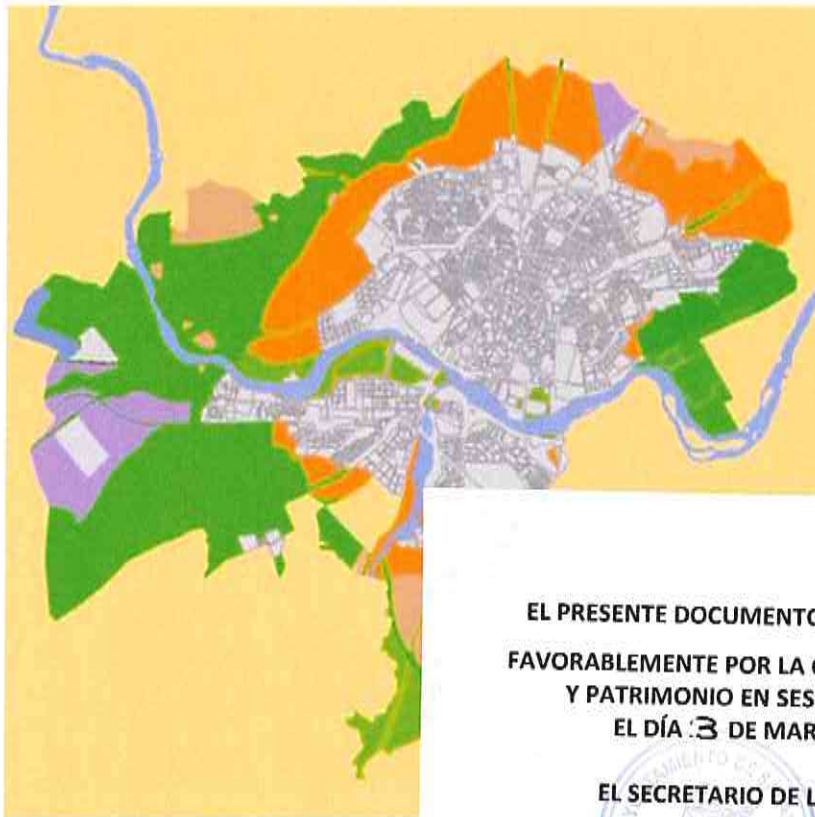 EL PRESENTE DOCUMENTO
FAVORABLEMENTE POR LA
Y PATRIMONIO EN SES
EL DÍA 3 DE MAR
EL SECRETARIO DE L